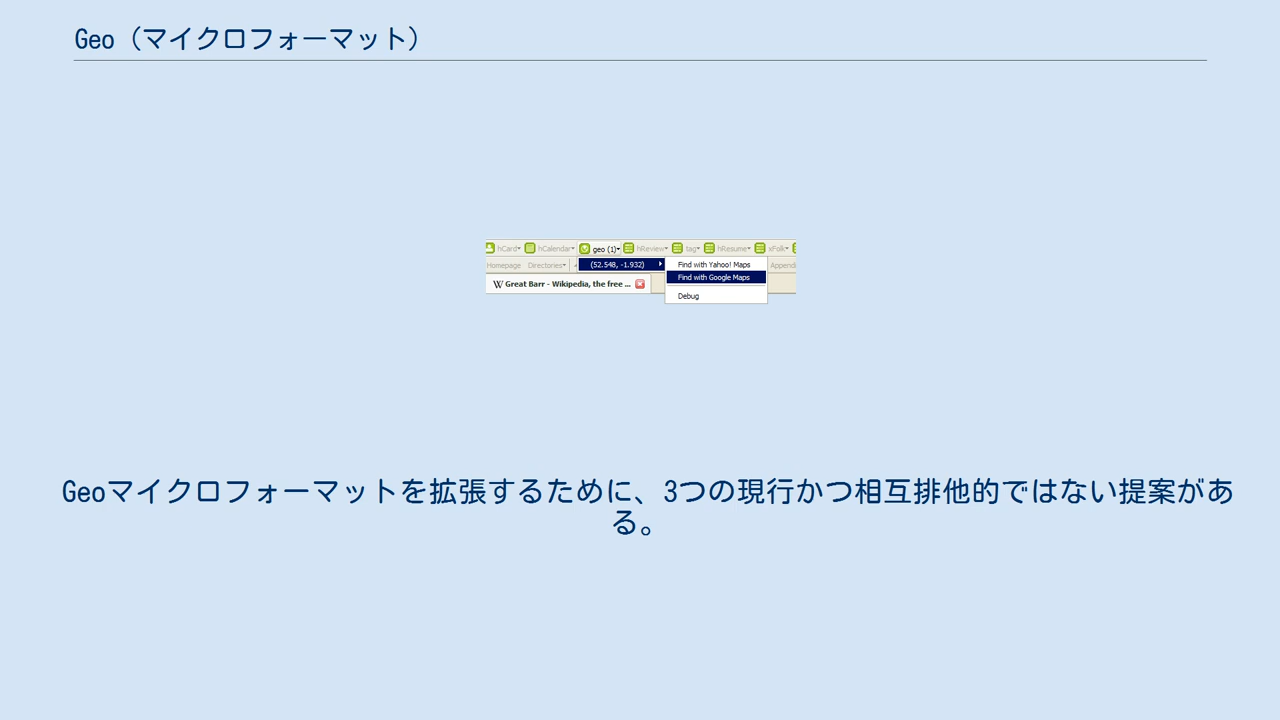 Geo（マイクロフォーマット）
hCard hCalendar geo (1) hReview tag hResume xFolk
Homepage Directories (52.548, -1.932) Find with Yahoo! Maps
Find with Google Maps
Great Barr - Wikipedia, the free ...
Debug
Geoマイクロフォーマットを拡張するために、3つの現行かつ相互排他的ではない提案があ
る。